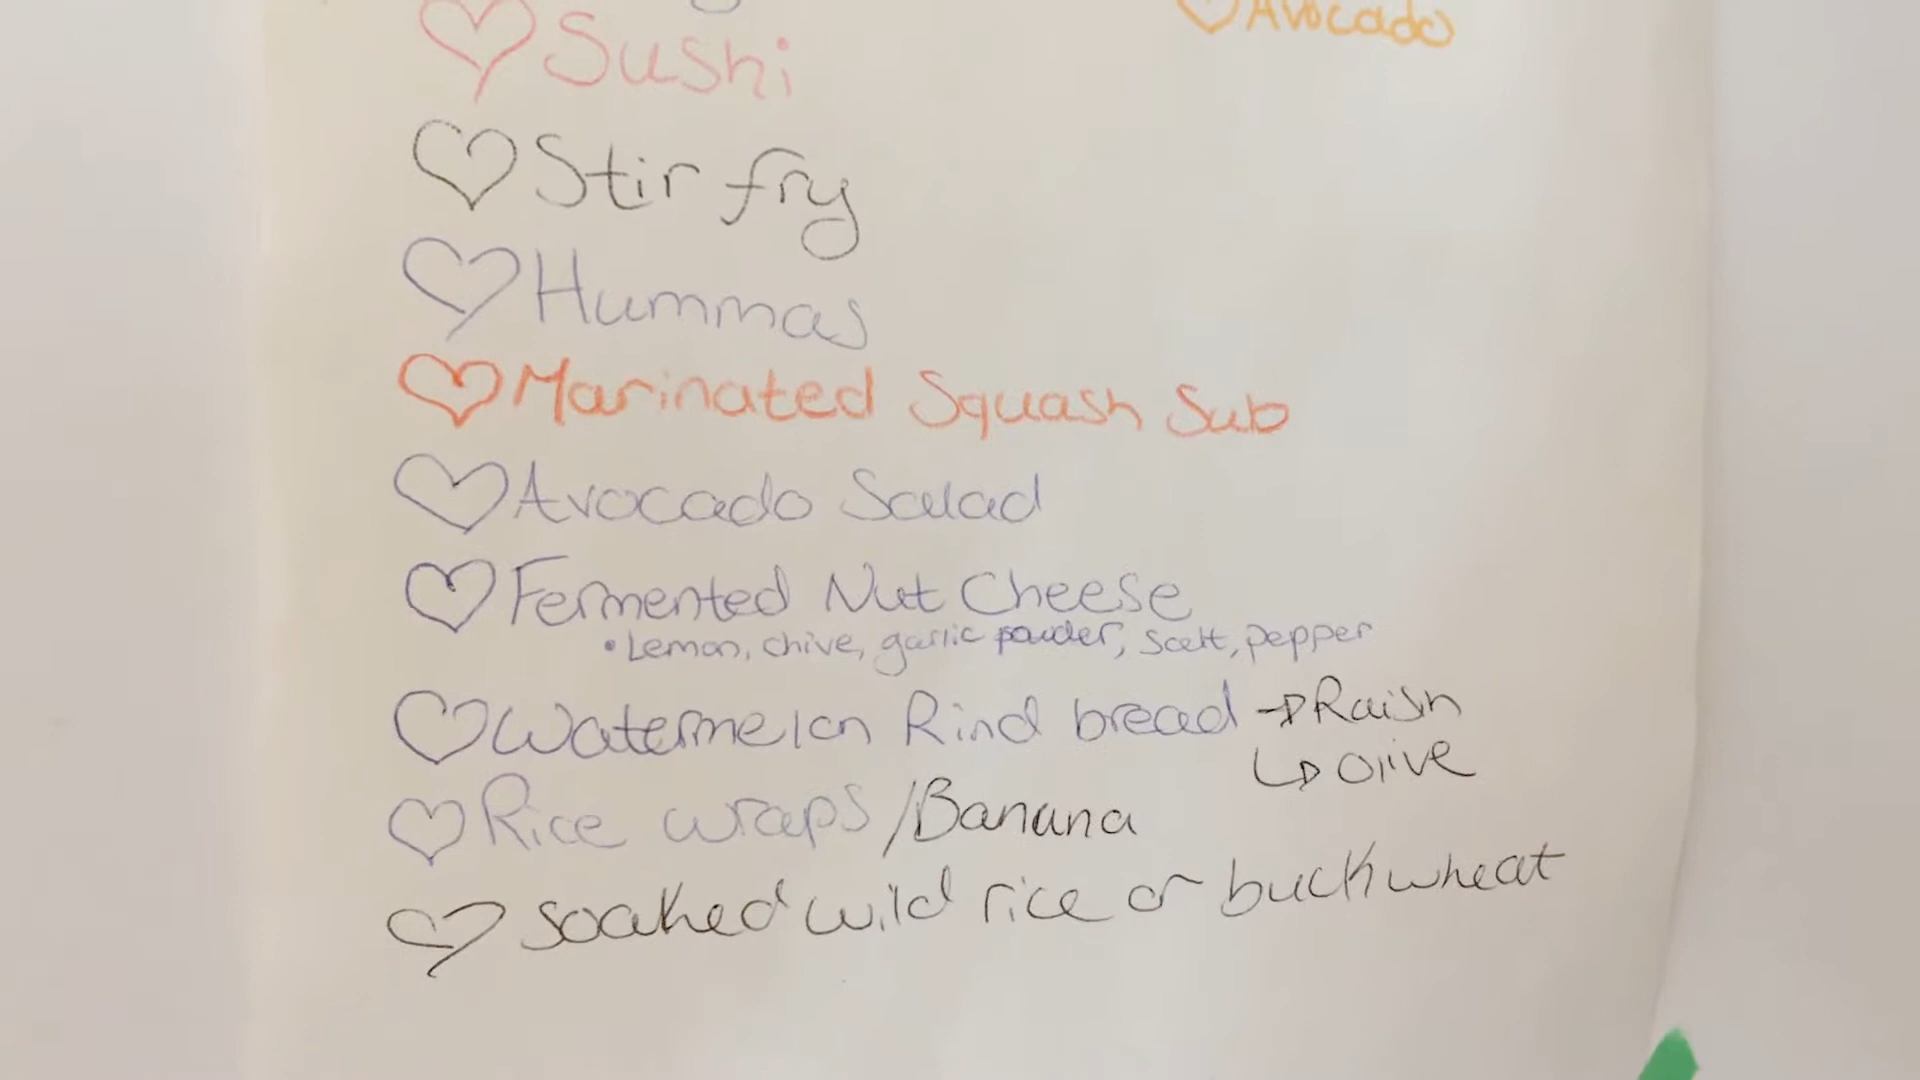 Sushi
Avocado
Stir fry
Hummas
Marinated Squash Sub
Avocado Salad
Fermented Nut Cheese
• Lemon, chive, garlic powder, Salt, pepper
Watermelon Rind bread → Raisin
↳ Olive
Rice wraps / Banana
Soaked wild rice or buckwheat